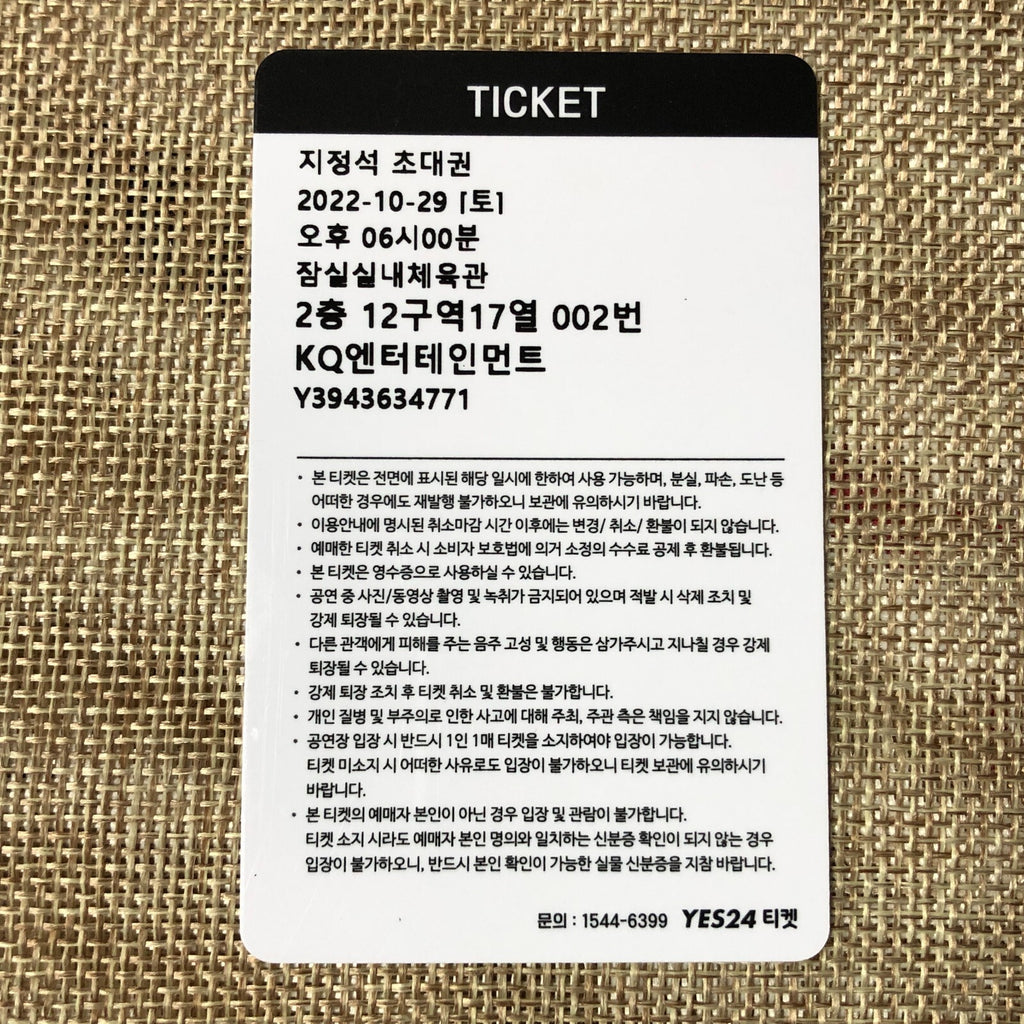 TICKET
지정석 초대권
2022-10-29 [토]
오후 06시00분
잠실실내체육관
2층 12구역17열 002번
KQ엔터테인먼트
Y3943634771
• 본 티켓은 전면에 표시된 해당 일시에 한하여 사용 가능하며, 분실, 파손, 도난 등
어떠한 경우에도 재발행 불가하오니 보관에 유의하시기 바랍니다.
• 이용안내에 명시된 취소마감 시간 이후에는 변경/ 취소/ 환불이 되지 않습니다.
• 예매한 티켓 취소 시 소비자 보호법에 의거 소정의 수수료 공제 후 환불됩니다.
• 본 티켓은 영수증으로 사용하실 수 있습니다.
• 공연 중 사진/동영상 촬영 및 녹취가 금지되어 있으며 적발 시 삭제 조치 및
강제 퇴장될 수 있습니다.
• 다른 관객에게 피해를 주는 음주 고성 및 행동은 삼가주시고 지나칠 경우 강제
퇴장될 수 있습니다.
• 강제 퇴장 조치 후 티켓 취소 및 환불은 불가합니다.
• 개인 질병 및 부주의로 인한 사고에 대해 주최, 주관 측은 책임을 지지 않습니다.
• 공연장 입장 시 반드시 1인 1매 티켓을 소지하여야 입장이 가능합니다.
티켓 미소지 시 어떠한 사유로도 입장이 불가하오니 티켓 보관에 유의하시기
바랍니다.
• 본 티켓의 예매자 본인이 아닌 경우 입장 및 관람이 불가합니다.
티켓 소지 시라도 예매자 본인 명의와 일치하는 신분증 확인이 되지 않는 경우
입장이 불가하오니, 반드시 본인 확인이 가능한 실물 신분증을 지참 바랍니다.
문의 : 1544-6399 YES24 티켓